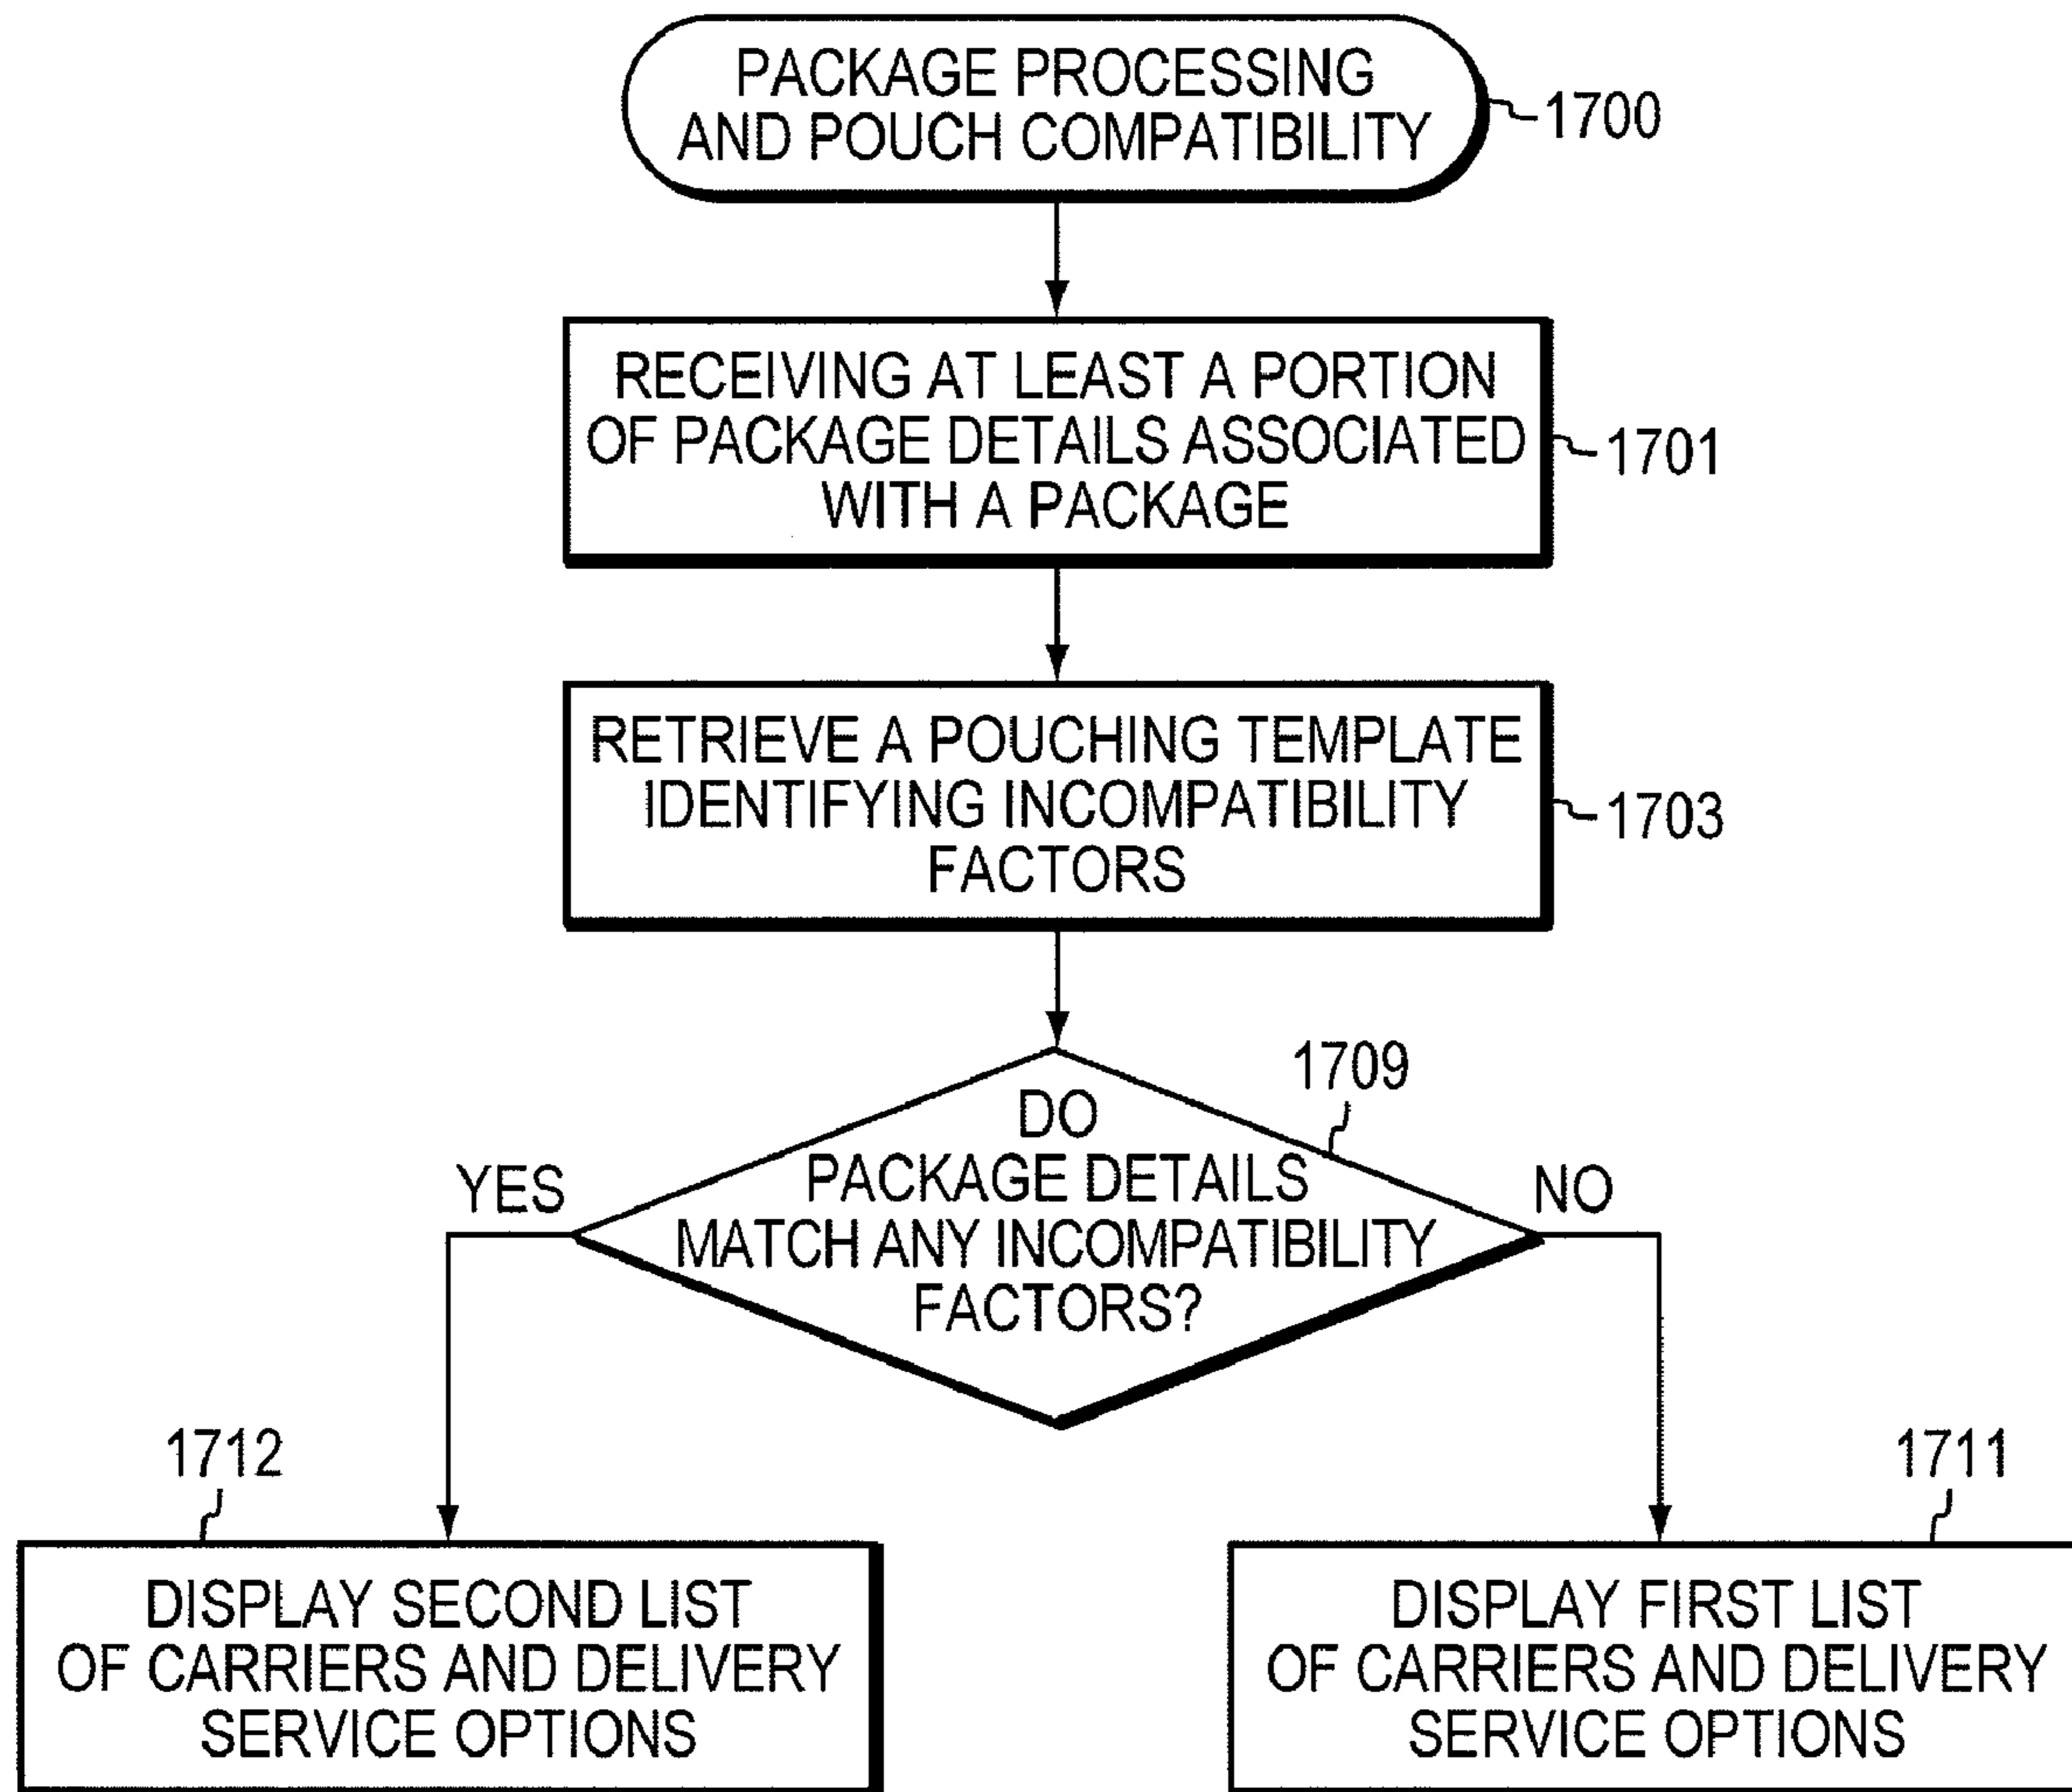 PACKAGE PROCESSING
AND POUCH COMPATIBILITY
1700
RECEIVING AT LEAST A PORTION
OF PACKAGE DETAILS ASSOCIATED
WITH A PACKAGE
1701
RETRIEVE A POUCHING TEMPLATE
IDENTIFYING INCOMPATIBILITY
FACTORS
1703
1709
DO
PACKAGE DETAILS
MATCH ANY INCOMPATIBILITY
FACTORS?
YES
NO
1712
DISPLAY SECOND LIST
OF CARRIERS AND DELIVERY
SERVICE OPTIONS
1711
DISPLAY FIRST LIST
OF CARRIERS AND DELIVERY
SERVICE OPTIONS